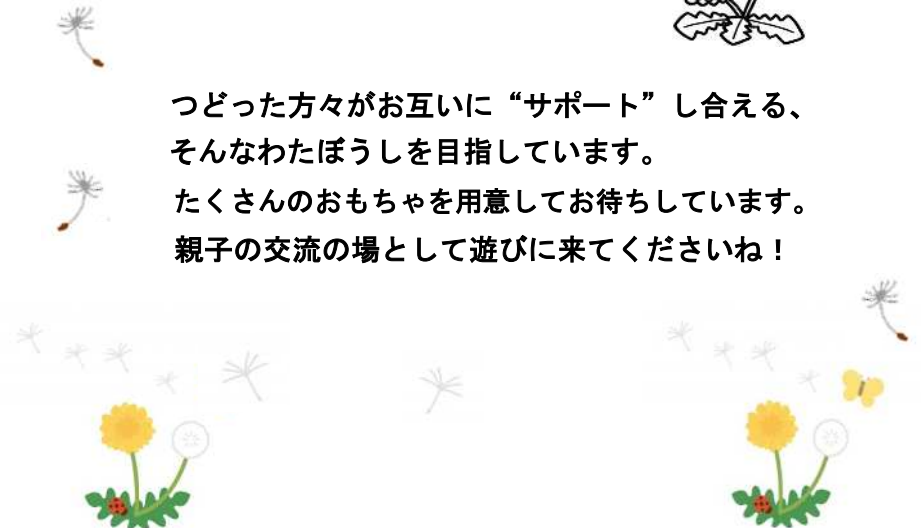 つどった方々がお互いに“サポート”し合える、
そんなわたぼうしを目指しています。
たくさんのおもちゃを用意してお待ちしています。
親子の交流の場として遊びに来てくださいね！